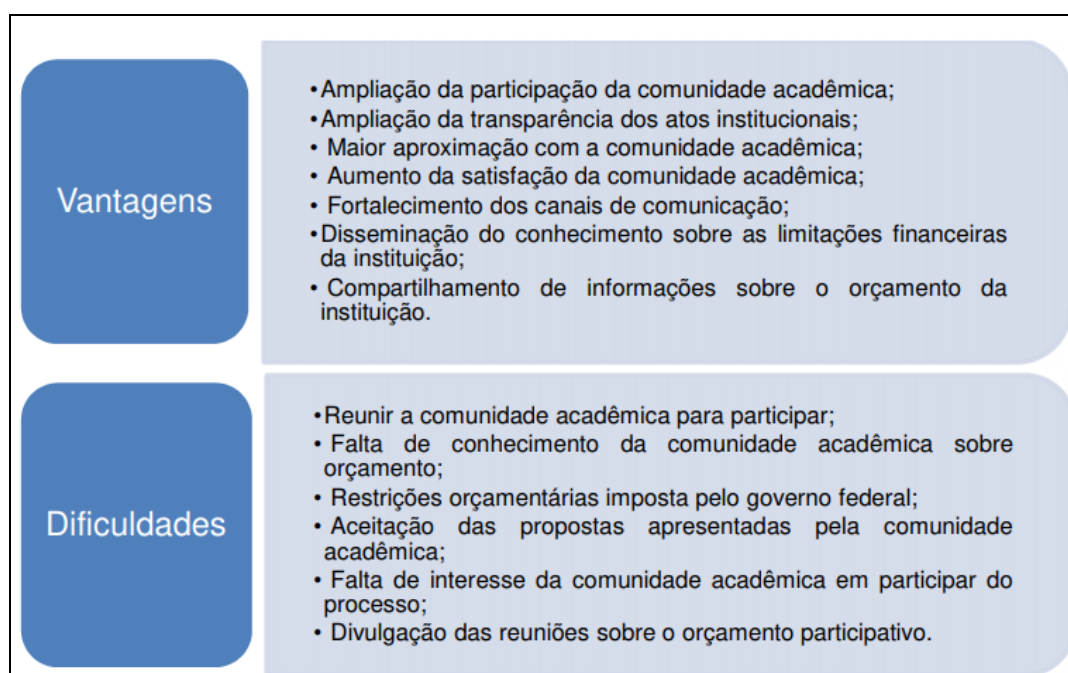 Vantagens
•Ampliação da participação da comunidade acadêmica;
•Ampliação da transparência dos atos institucionais;
• Maior aproximação com a comunidade acadêmica;
• Aumento da satisfação da comunidade acadêmica;
• Fortalecimento dos canais de comunicação;
•Disseminação do conhecimento sobre as limitações financeiras
da instituição;
• Compartilhamento de informações sobre o orçamento da
instituição.
Dificuldades
•Reunir a comunidade acadêmica para participar;
• Falta de conhecimento da comunidade acadêmica sobre
orçamento;
• Restrições orçamentárias imposta pelo governo federal;
• Aceitação das propostas apresentadas pela comunidade
acadêmica;
• Falta de interesse da comunidade acadêmica em participar do
processo;
• Divulgação das reuniões sobre o orçamento participativo.